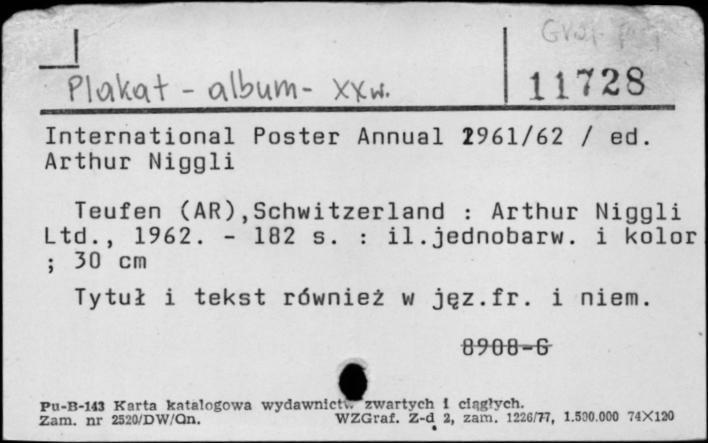 Graf.
Plakat - album - XXw.
11728
International Poster Annual 2961/62 / ed.
Arthur Niggli
Teufen (AR),Schwitzerland : Arthur Niggli
Ltd., 1962. - 182 s. : il.jednobarw. i kolor
; 30 cm
Tytuł i tekst również w jęz.fr. i niem.
8908-G
Pu-B-143 Karta katalogowa wydawnictw zwartych i ciągłych.
Zam. nr 2520/DW/Qn. WZGraf. Z-d 2, zam. 1226/77, 1.500.000 74X120